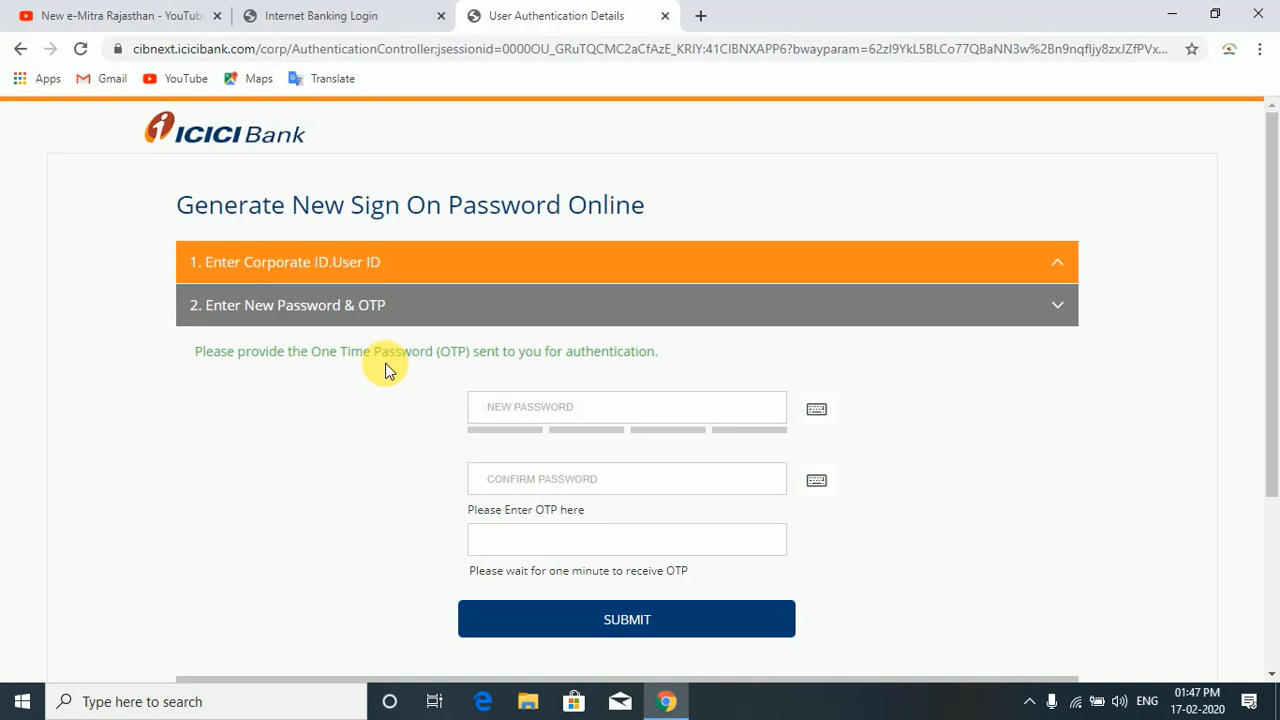 New e-Mitra Rajasthan - YouTub
Internet Banking Login
User Authentication Details
cibnext.icicibank.com/corp/AuthenticationController;jsessionid=0000OU_GRuTQCMC2aCfAzE_KRIY:41CIBNXAPP6?bwayparam=62zI9YkL5BLCo77QBaNN3w%2Bn9nqfIjy8zxJZfPVx...
Apps
Gmail
YouTube
Maps
Translate
ICICI Bank
Generate New Sign On Password Online
1. Enter Corporate ID.User ID
2. Enter New Password & OTP
Please provide the One Time Password (OTP) sent to you for authentication.
NEW PASSWORD
CONFIRM PASSWORD
Please Enter OTP here
Please wait for one minute to receive OTP
SUBMIT
Type here to search
ENG
01:47 PM
17-02-2020